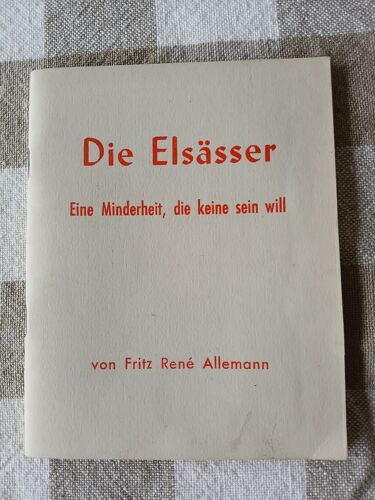 Die Elsässer
Eine Minderheit, die keine sein will
von Fritz René Allemann